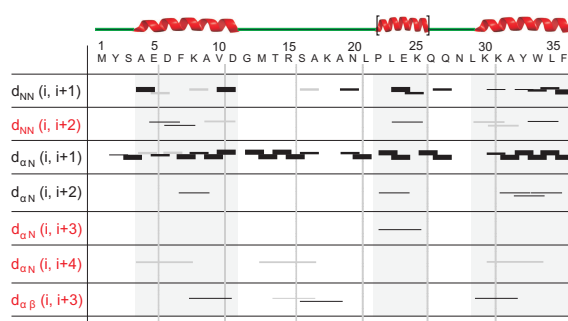 1 5 10 15 20 25 30 35
M Y S A E D F K A V D G M T R S A K A N L P L E K Q Q N L K K A Y W L F
dNN (i, i+1)
dNN (i, i+2)
dαN (i, i+1)
dαN (i, i+2)
dαN (i, i+3)
dαN (i, i+4)
dαβ (i, i+3)